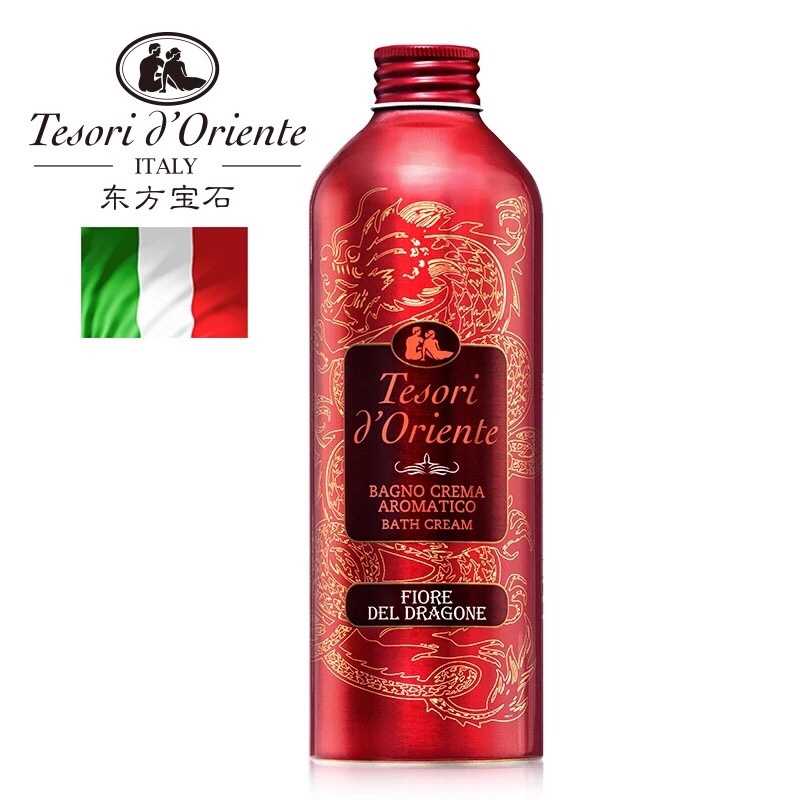 Tesori d'Oriente
ITALY
东方宝石
Tesori
d'Oriente
BAGNO CREMA
AROMATICO
BATH CREAM
FIORE
DEL DRAGONE